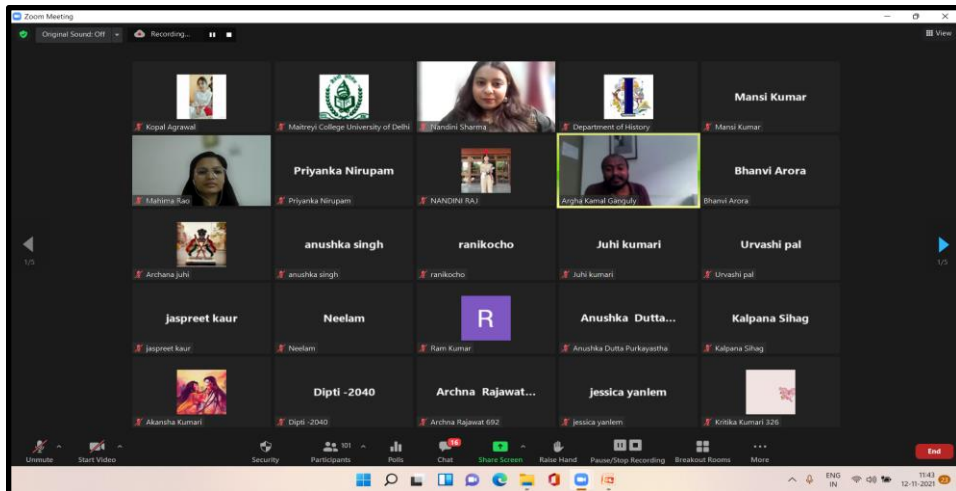 Zoom Meeting
Original Sound: Off
Recording...
View
Kopal Agrawal
Maitreyi College University of Delhi
Nandini Sharma
Department of History
Mansi Kumar
Mansi Kumar
Mahima Rao
Priyanka Nirupam
Priyanka Nirupam
NANDINI RAJ
Argha Kamal Ganguly
Bhanvi Arora
Bhanvi Arora
1/5
1/5
Archana juhi
anushka singh
anushka singh
ranikocho
ranikocho
Juhi kumari
Juhi kumari
Urvashi pal
Urvashi pal
jaspreet kaur
jaspreet kaur
Neelam
Neelam
R
Ram Kumar
Anushka Dutta...
Anushka Dutta Purkayastha
Kalpana Sihag
Kalpana Sihag
Akansha Kumari
Dipti -2040
Dipti -2040
Archna Rajawat...
Archna Rajawat 692
jessica yanlem
jessica yanlem
Kritika Kumari 326
Unmute
Start Video
Security
101
Participants
Polls
16
Chat
Share Screen
Raise Hand
Pause/Stop Recording
Breakout Rooms
More
End
ENG
IN
11:43
12-11-2021